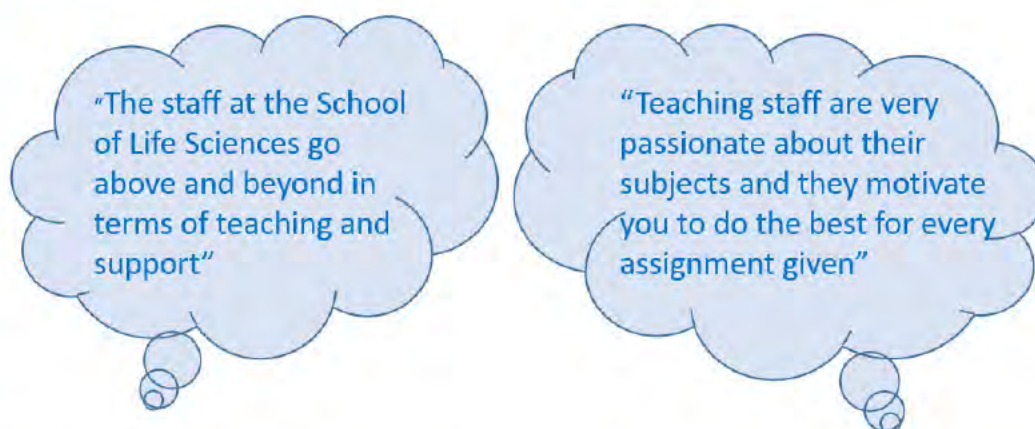 "The staff at the School
of Life Sciences go
above and beyond in
terms of teaching and
support”
“Teaching staff are very
passionate about their
subjects and they motivate
you to do the best for every
assignment given”